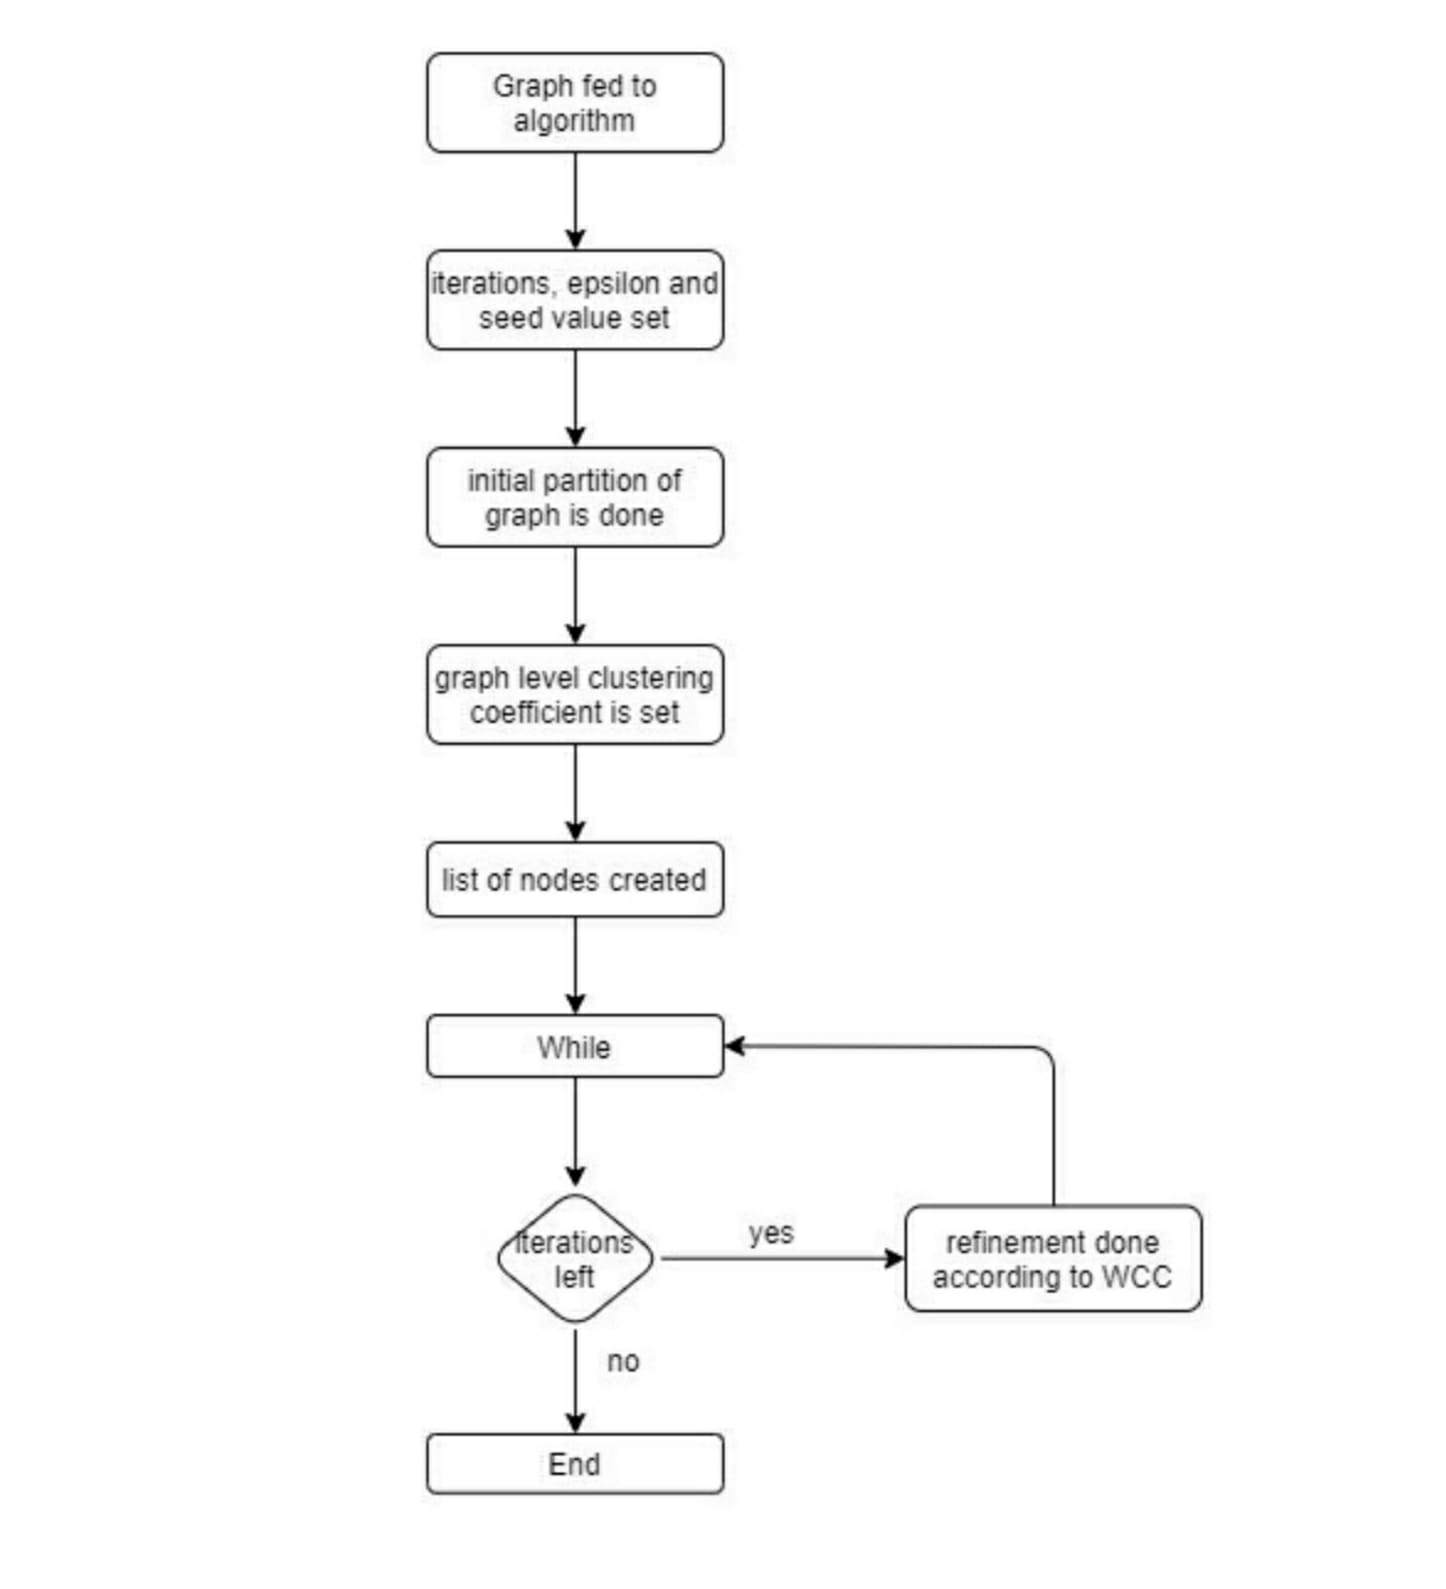 Graph fed to
algorithm
iterations, epsilon and
seed value set
initial partition of
graph is done
graph level clustering
coefficient is set
list of nodes created
While
Iterations
left
yes
refinement done
according to WCC
no
End